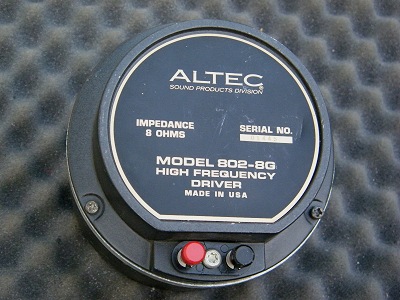 ALTEC
SOUND PRODUCTS DIVISION
IMPEDANCE
8 OHMS
SERIAL NO.
MODEL 802-8G
HIGH FREQUENCY
DRIVER
MADE IN USA